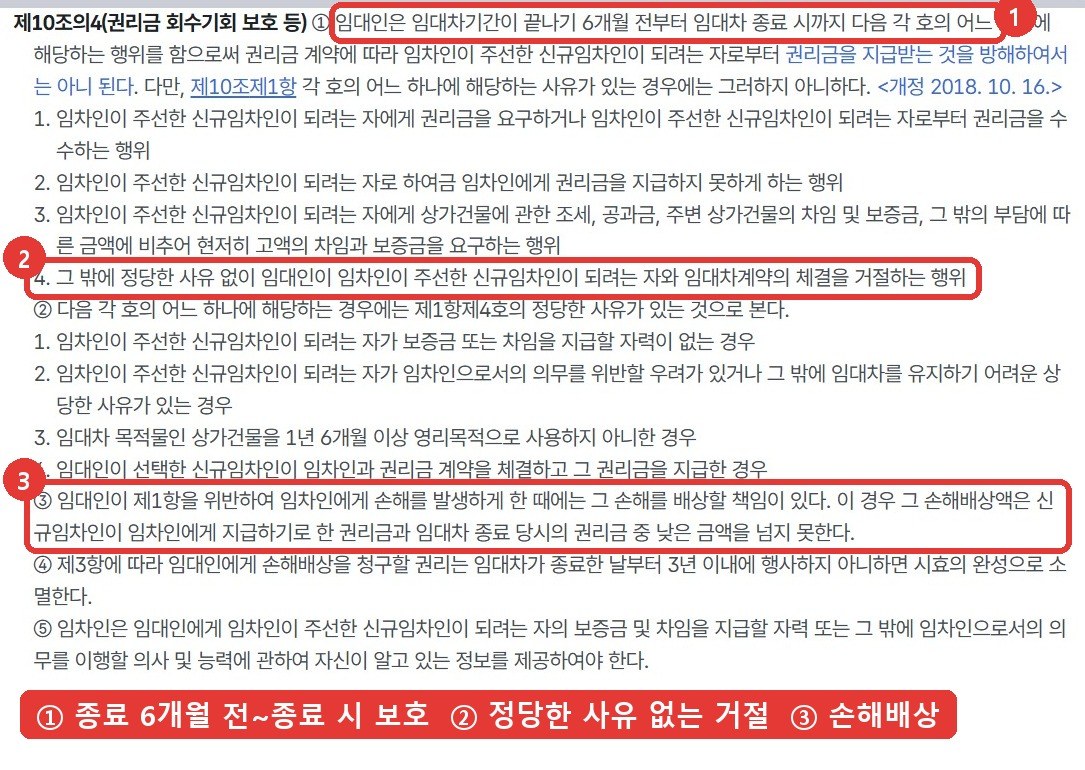 제10조의4(권리금 회수기회 보호 등) ① 임대인은 임대차기간이 끝나기 6개월 전부터 임대차 종료 시까지 다음 각 호의 어느 1 에
해당하는 행위를 함으로써 권리금 계약에 따라 임차인이 주선한 신규임차인이 되려는 자로부터 권리금을 지급받는 것을 방해하여서
는 아니 된다. 다만, 제10조제1항 각 호의 어느 하나에 해당하는 사유가 있는 경우에는 그러하지 아니하다. <개정 2018. 10. 16.>
1. 임차인이 주선한 신규임차인이 되려는 자에게 권리금을 요구하거나 임차인이 주선한 신규임차인이 되려는 자로부터 권리금을 수
수하는 행위
2. 임차인이 주선한 신규임차인이 되려는 자로 하여금 임차인에게 권리금을 지급하지 못하게 하는 행위
3. 임차인이 주선한 신규임차인이 되려는 자에게 상가건물에 관한 조세, 공과금, 주변 상가건물의 차임 및 보증금, 그 밖의 부담에 따
른 금액에 비추어 현저히 고액의 차임과 보증금을 요구하는 행위
2
4. 그 밖에 정당한 사유 없이 임대인이 임차인이 주선한 신규임차인이 되려는 자와 임대차계약의 체결을 거절하는 행위
② 다음 각 호의 어느 하나에 해당하는 경우에는 제1항제4호의 정당한 사유가 있는 것으로 본다.
1. 임차인이 주선한 신규임차인이 되려는 자가 보증금 또는 차임을 지급할 자력이 없는 경우
2. 임차인이 주선한 신규임차인이 되려는 자가 임차인으로서의 의무를 위반할 우려가 있거나 그 밖에 임대차를 유지하기 어려운 상
당한 사유가 있는 경우
3. 임대차 목적물인 상가건물을 1년 6개월 이상 영리목적으로 사용하지 아니한 경우
. 임대인이 선택한 신규임차인이 임차인과 권리금 계약을 체결하고 그 권리금을 지급한 경우
3
③ 임대인이 제1항을 위반하여 임차인에게 손해를 발생하게 한 때에는 그 손해를 배상할 책임이 있다. 이 경우 그 손해배상액은 신
규임차인이 임차인에게 지급하기로 한 권리금과 임대차 종료 당시의 권리금 중 낮은 금액을 넘지 못한다.
④ 제3항에 따라 임대인에게 손해배상을 청구할 권리는 임대차가 종료한 날부터 3년 이내에 행사하지 아니하면 시효의 완성으로 소
멸한다.
⑤ 임차인은 임대인에게 임차인이 주선한 신규임차인이 되려는 자의 보증금 및 차임을 지급할 자력 또는 그 밖에 임차인으로서의 의
무를 이행할 의사 및 능력에 관하여 자신이 알고 있는 정보를 제공하여야 한다.
① 종료 6개월 전~종료 시 보호 ② 정당한 사유 없는 거절 ③ 손해배상